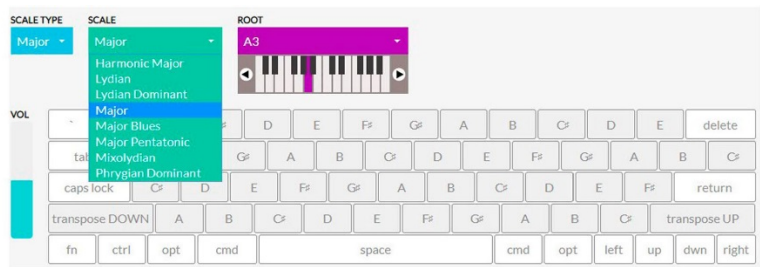 SCALE TYPE SCALE ROOT
Major Major A3
Harmonic Major
Lydian
Lydian Dominant
Major
Major Blues
Major Pentatonic
Mixolydian
Phrygian Dominant
VOL
` D E F♯ G♯ A B C♯ D E delete
tab G♯ A B C♯ D E F♯ G♯ A B C♯
caps lock C♯ D E F♯ G♯ A B C♯ D E F♯ return
transpose DOWN A B C♯ D E F♯ G♯ A B C♯ transpose UP
fn ctrl opt cmd space cmd opt left up dwn right